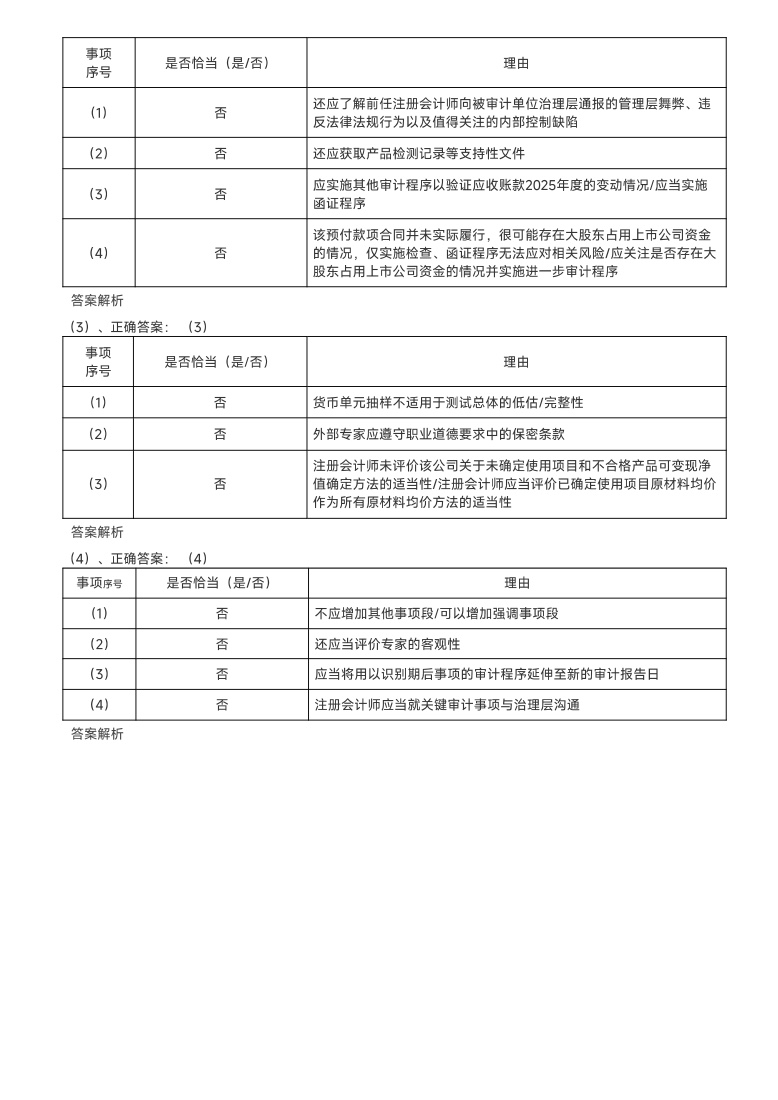 事项
序号
是否恰当（是/否）
理由
（1）
否
还应了解前任注册会计师向被审计单位治理层通报的管理层舞弊、违
反法律法规行为以及值得关注的内部控制缺陷
（2）
否
还应获取产品检测记录等支持性文件
（3）
否
应实施其他审计程序以验证应收账款2025年度的变动情况/应当实施
函证程序
（4）
否
该预付款项合同并未实际履行，很可能存在大股东占用上市公司资金
的情况，仅实施检查、函证程序无法应对相关风险/应关注是否存在大
股东占用上市公司资金的情况并实施进一步审计程序
答案解析
（3）、正确答案： （3）
事项
序号
是否恰当（是/否）
理由
（1）
否
货币单元抽样不适用于测试总体的低估/完整性
（2）
否
外部专家应遵守职业道德要求中的保密条款
（3）
否
注册会计师未评价该公司关于未确定使用项目和不合格产品可变现净
值确定方法的适当性/注册会计师应当评价已确定使用项目原材料均价
作为所有原材料均价方法的适当性
答案解析
（4）、正确答案： （4）
事项序号
是否恰当（是/否）
理由
（1）
否
不应增加其他事项段/可以增加强调事项段
（2）
否
还应当评价专家的客观性
（3）
否
应当将用以识别期后事项的审计程序延伸至新的审计报告日
（4）
否
注册会计师应当就关键审计事项与治理层沟通
答案解析